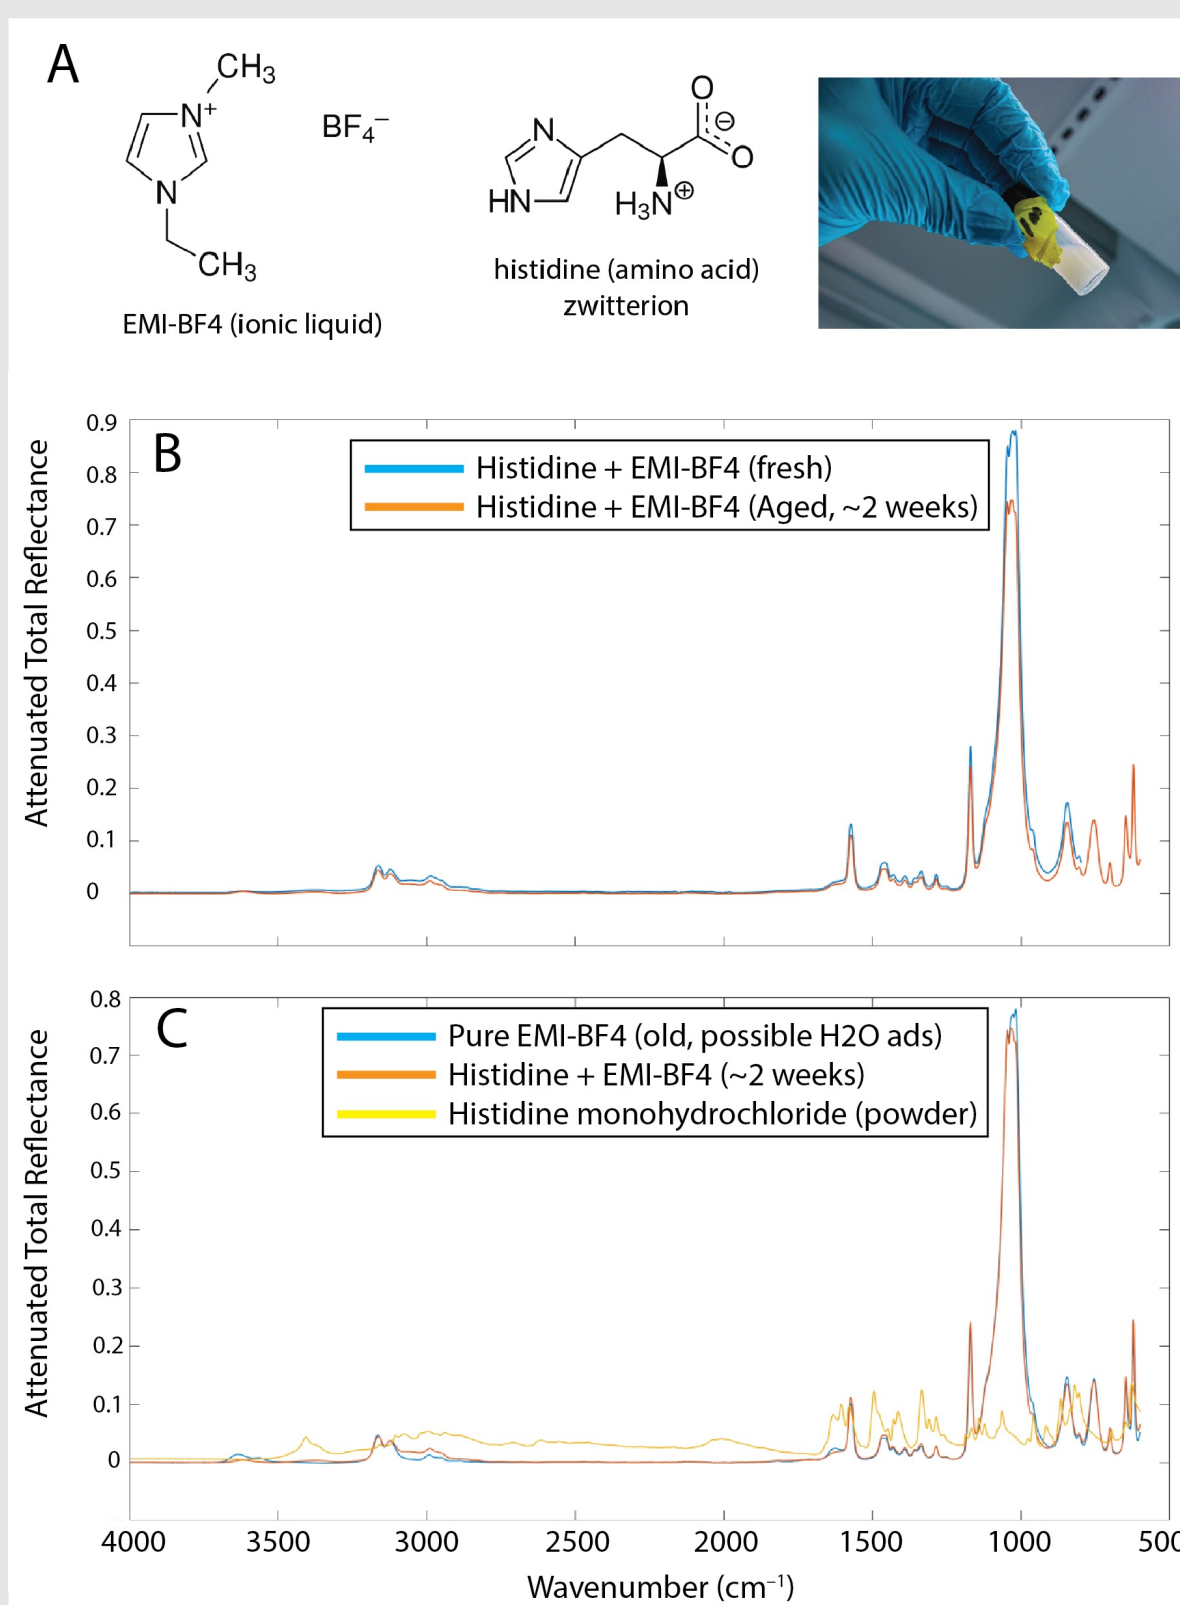 A
CH₃
N⁺
N
CH₃
BF₄⁻
EMI-BF4 (ionic liquid)
N
HN
O
⊖
O
H₃N⊕
histidine (amino acid)
zwitterion
B
Histidine + EMI-BF4 (fresh)
Histidine + EMI-BF4 (Aged, ~2 weeks)
Attenuated Total Reflectance
0.9
0.8
0.7
0.6
0.5
0.4
0.3
0.2
0.1
0
C
Pure EMI-BF4 (old, possible H2O ads)
Histidine + EMI-BF4 (~2 weeks)
Histidine monohydrochloride (powder)
Attenuated Total Reflectance
0.8
0.7
0.6
0.5
0.4
0.3
0.2
0.1
0
4000 3500 3000 2500 2000 1500 1000 500
Wavenumber (cm⁻¹)